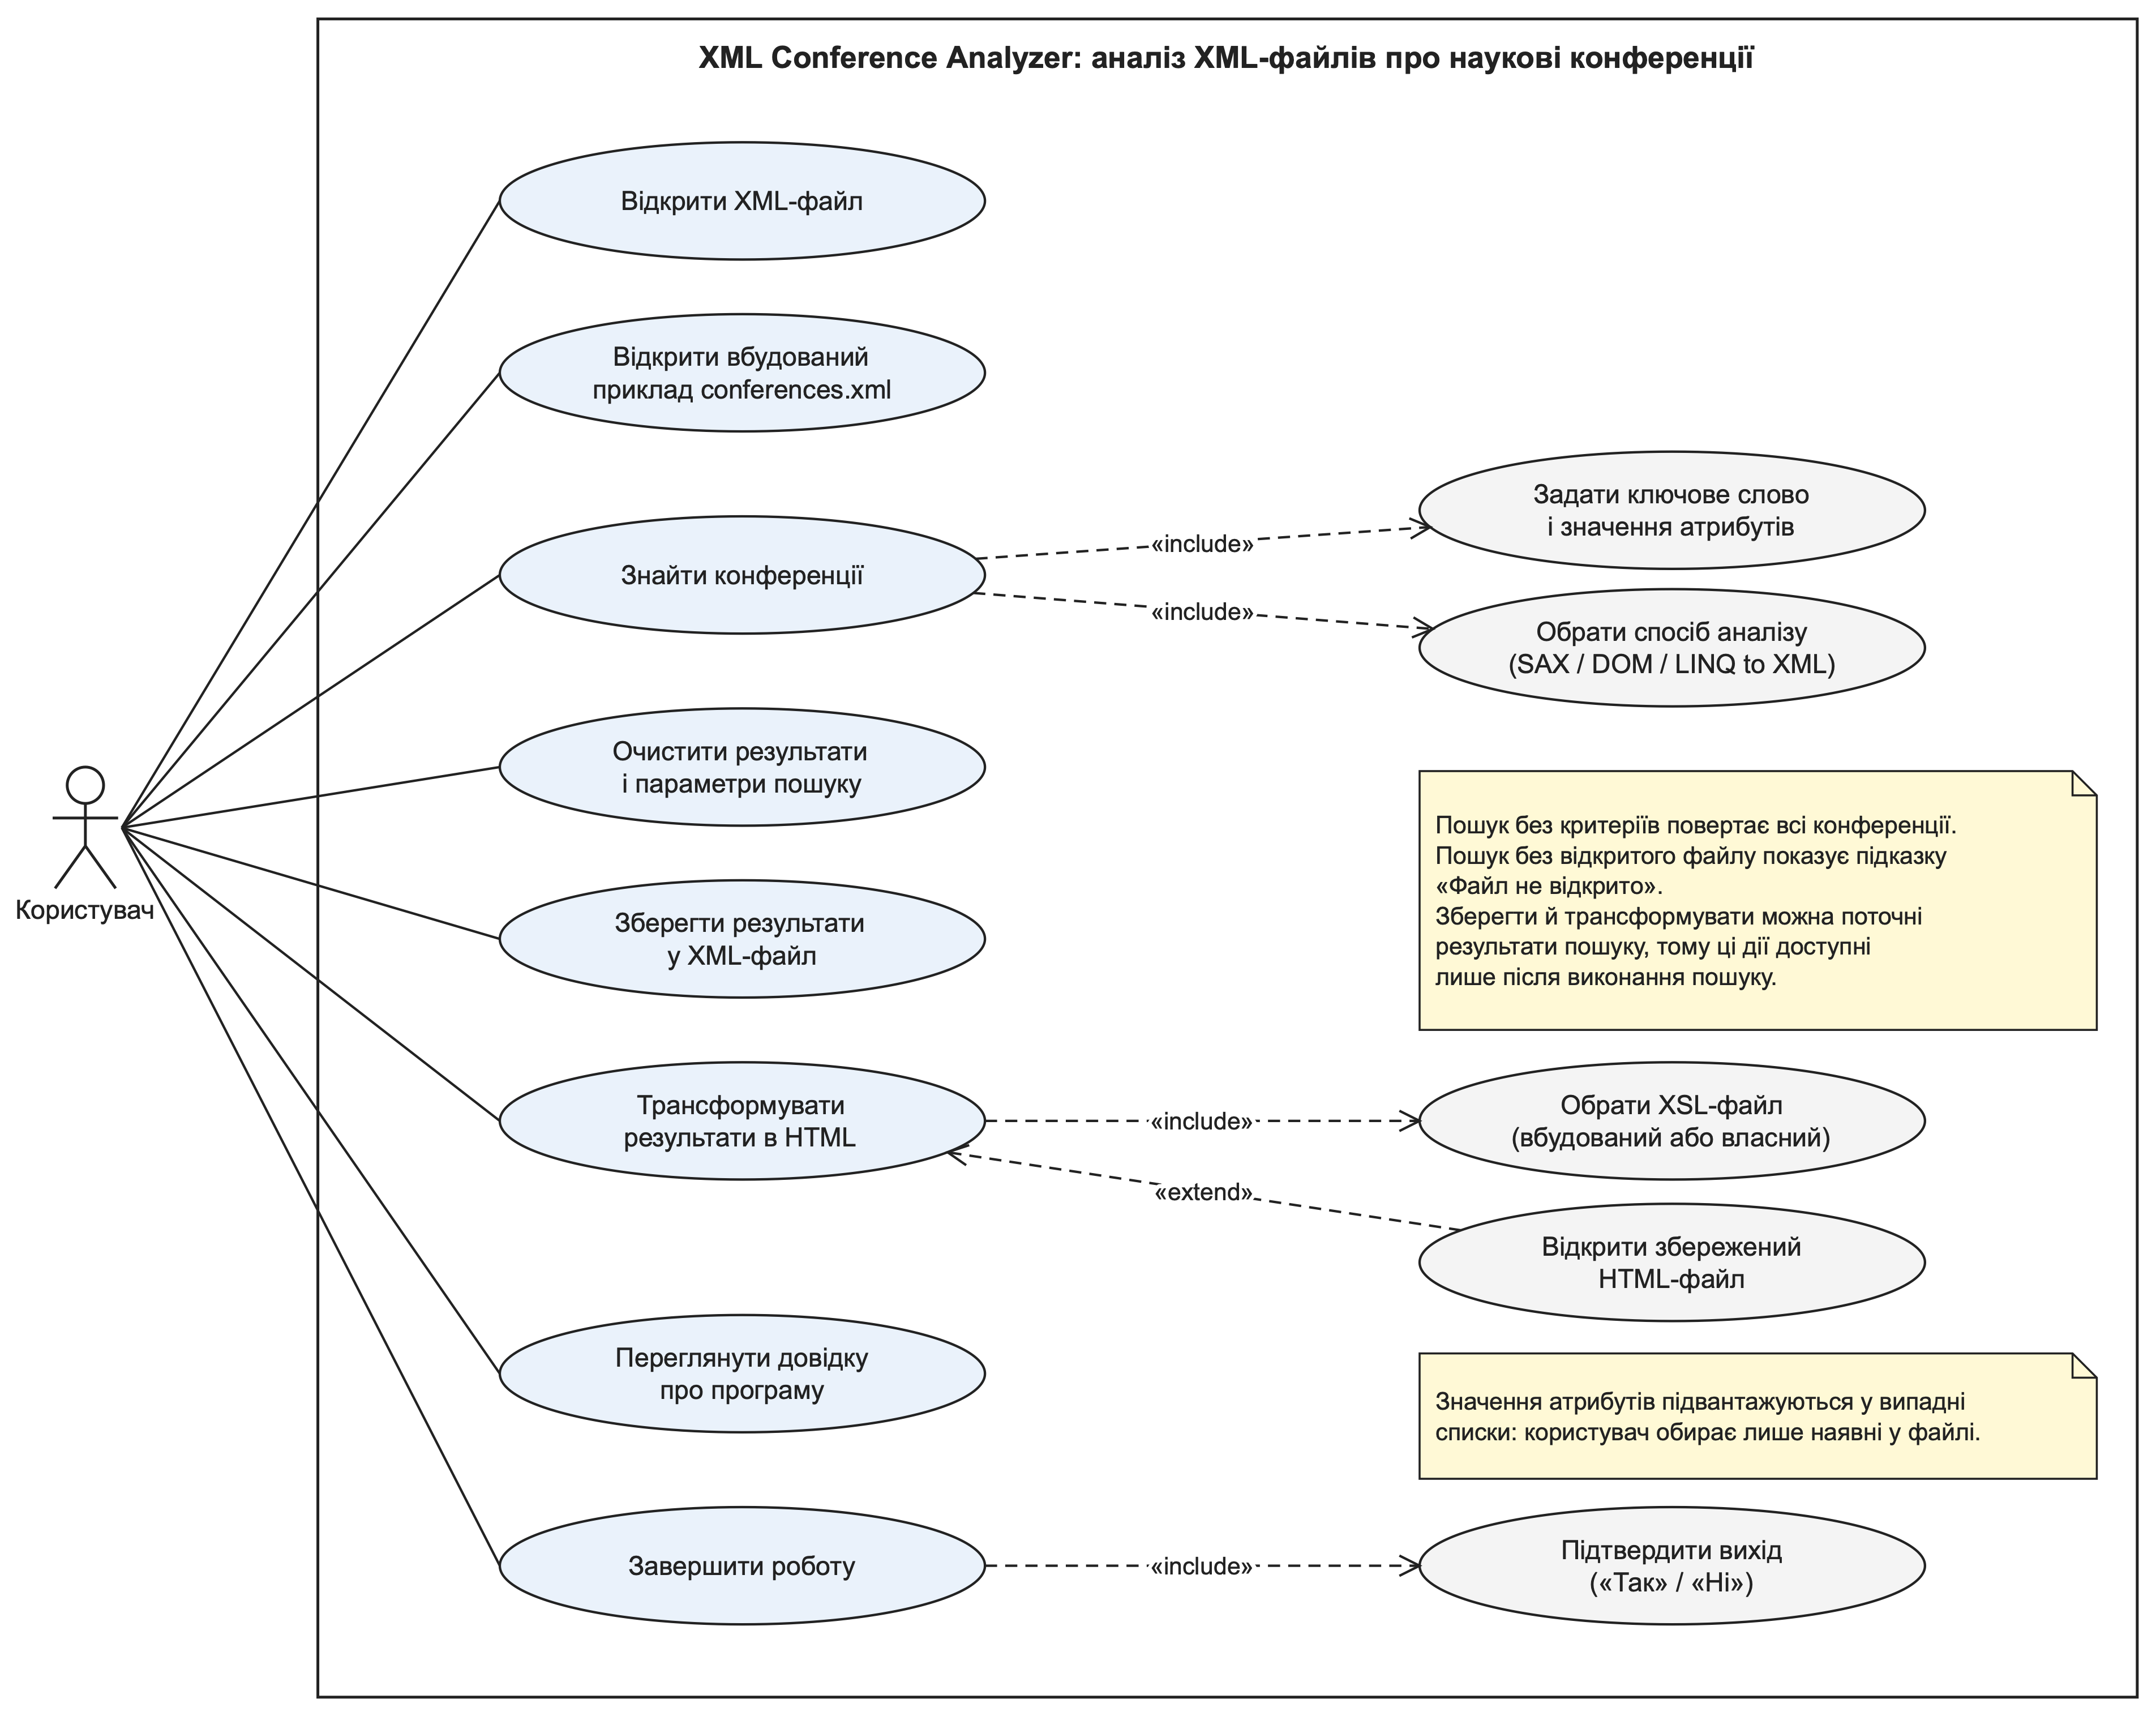 XML Conference Analyzer: аналіз XML-файлів про наукові конференції
Відкрити XML-файл
Відкрити вбудований
приклад conferences.xml
Знайти конференції
«include»
Задати ключове слово
і значення атрибутів
«include»
Обрати спосіб аналізу
(SAX / DOM / LINQ to XML)
Очистити результати
і параметри пошуку
Користувач
Пошук без критеріїв повертає всі конференції.
Пошук без відкритого файлу показує підказку
«Файл не відкрито».
Зберегти й трансформувати можна поточні
результати пошуку, тому ці дії доступні
лише після виконання пошуку.
Зберегти результати
у XML-файл
Трансформувати
результати в HTML
«include»
Обрати XSL-файл
(вбудований або власний)
«extend»
Відкрити збережений
HTML-файл
Переглянути довідку
про програму
Значення атрибутів підвантажуються у випадні
списки: користувач обирає лише наявні у файлі.
Завершити роботу
«include»
Підтвердити вихід
(«Так» / «Ні»)